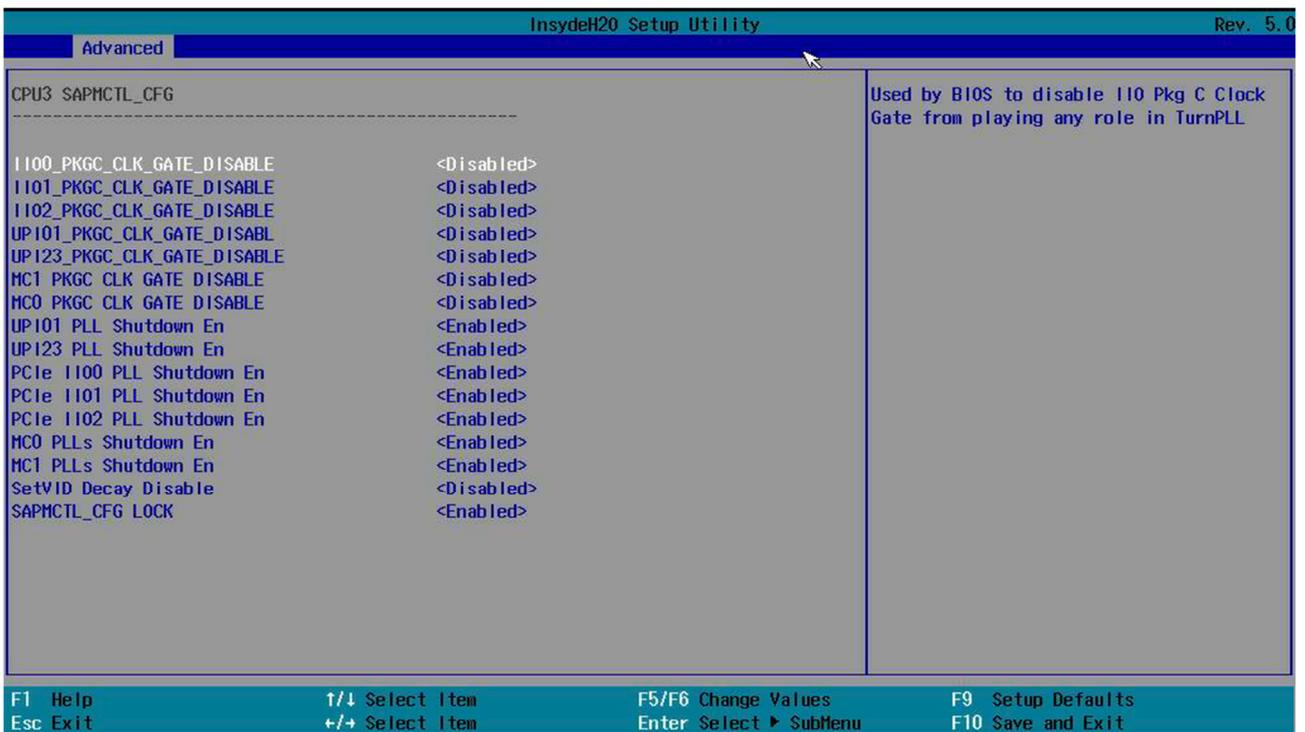 InsydeH2O Setup Utility Rev. 5.0
Advanced
CPU3 SAPMCTL_CFG
--------------------------------------------------
Used by BIOS to disable IIO Pkg C Clock
Gate from playing any role in TurnPLL
IIO0_PKGC_CLK_GATE_DISABLE <Disabled>
IIO1_PKGC_CLK_GATE_DISABLE <Disabled>
IIO2_PKGC_CLK_GATE_DISABLE <Disabled>
UPI01_PKGC_CLK_GATE_DISABL <Disabled>
UPI23_PKGC_CLK_GATE_DISABLE <Disabled>
MC1 PKGC CLK GATE DISABLE <Disabled>
MC0 PKGC CLK GATE DISABLE <Disabled>
UPI01 PLL Shutdown En <Enabled>
UPI23 PLL Shutdown En <Enabled>
PCIe IIO0 PLL Shutdown En <Enabled>
PCIe IIO1 PLL Shutdown En <Enabled>
PCIe IIO2 PLL Shutdown En <Enabled>
MC0 PLLs Shutdown En <Enabled>
MC1 PLLs Shutdown En <Enabled>
SetVID Decay Disable <Disabled>
SAPMCTL_CFG LOCK <Enabled>
F1 Help ↑/↓ Select Item F5/F6 Change Values F9 Setup Defaults
Esc Exit ←/→ Select Item Enter Select ▶ SubMenu F10 Save and Exit